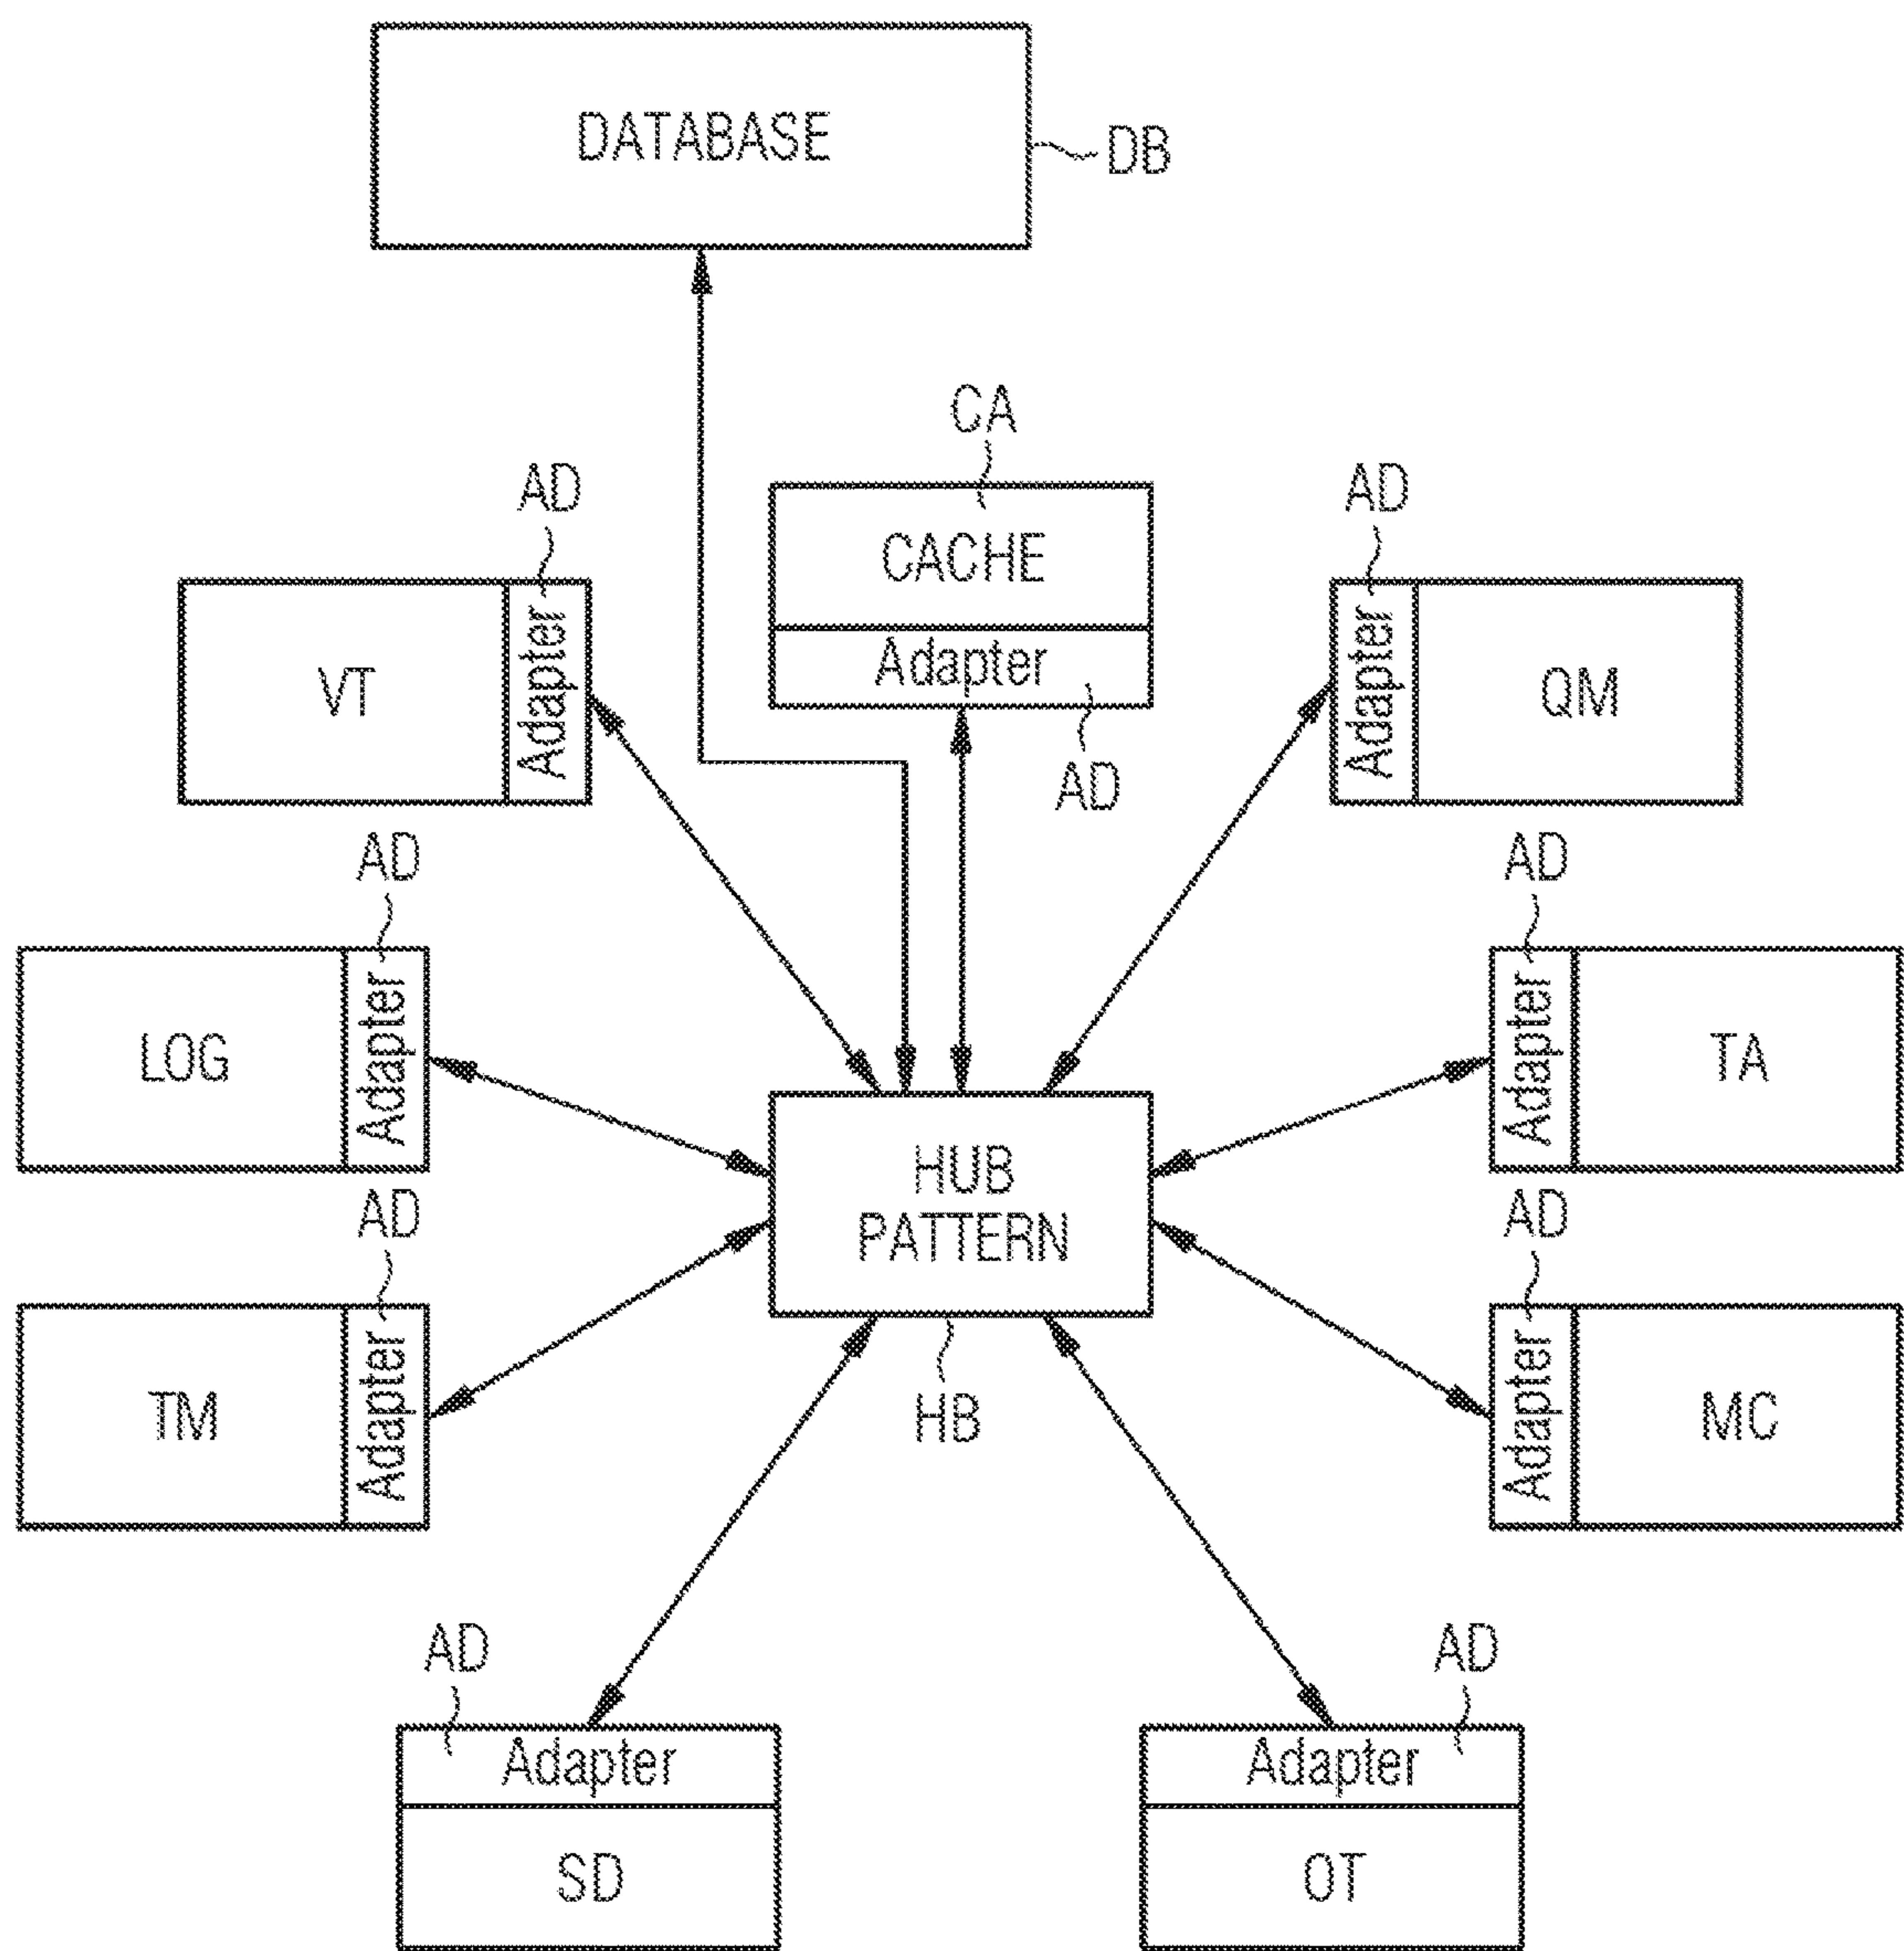 DATABASE
DB
CA
AD
AD
CACHE
Adapter
AD
VT
Adapter
Adapter
QM
AD
AD
LOG
Adapter
Adapter
TA
HUB
PATTERN
AD
AD
TM
Adapter
HB
Adapter
MC
AD
AD
Adapter
SD
Adapter
OT